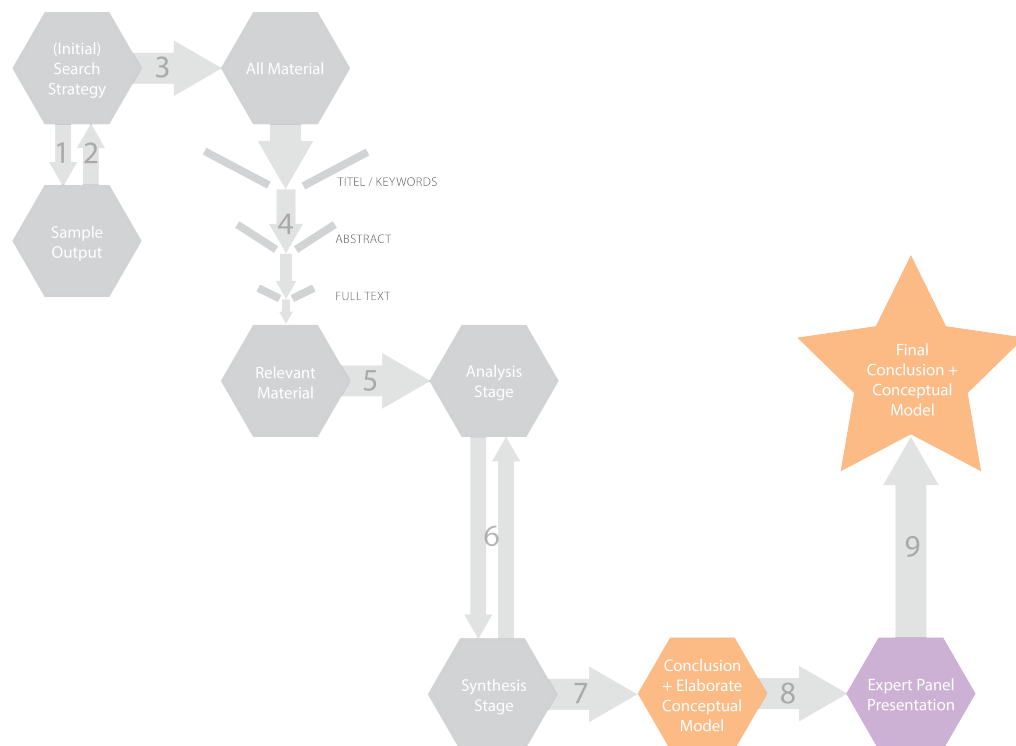 (Initial)
Search
Strategy
3
All Material
1
2
TITEL / KEYWORDS
Sample
Output
4
ABSTRACT
FULL TEXT
Relevant
Material
5
Analysis
Stage
Final
Conclusion +
Conceptual
Model
6
9
Synthesis
Stage
7
Conclusion
+ Elaborate
Conceptual
Model
8
Expert Panel
Presentation